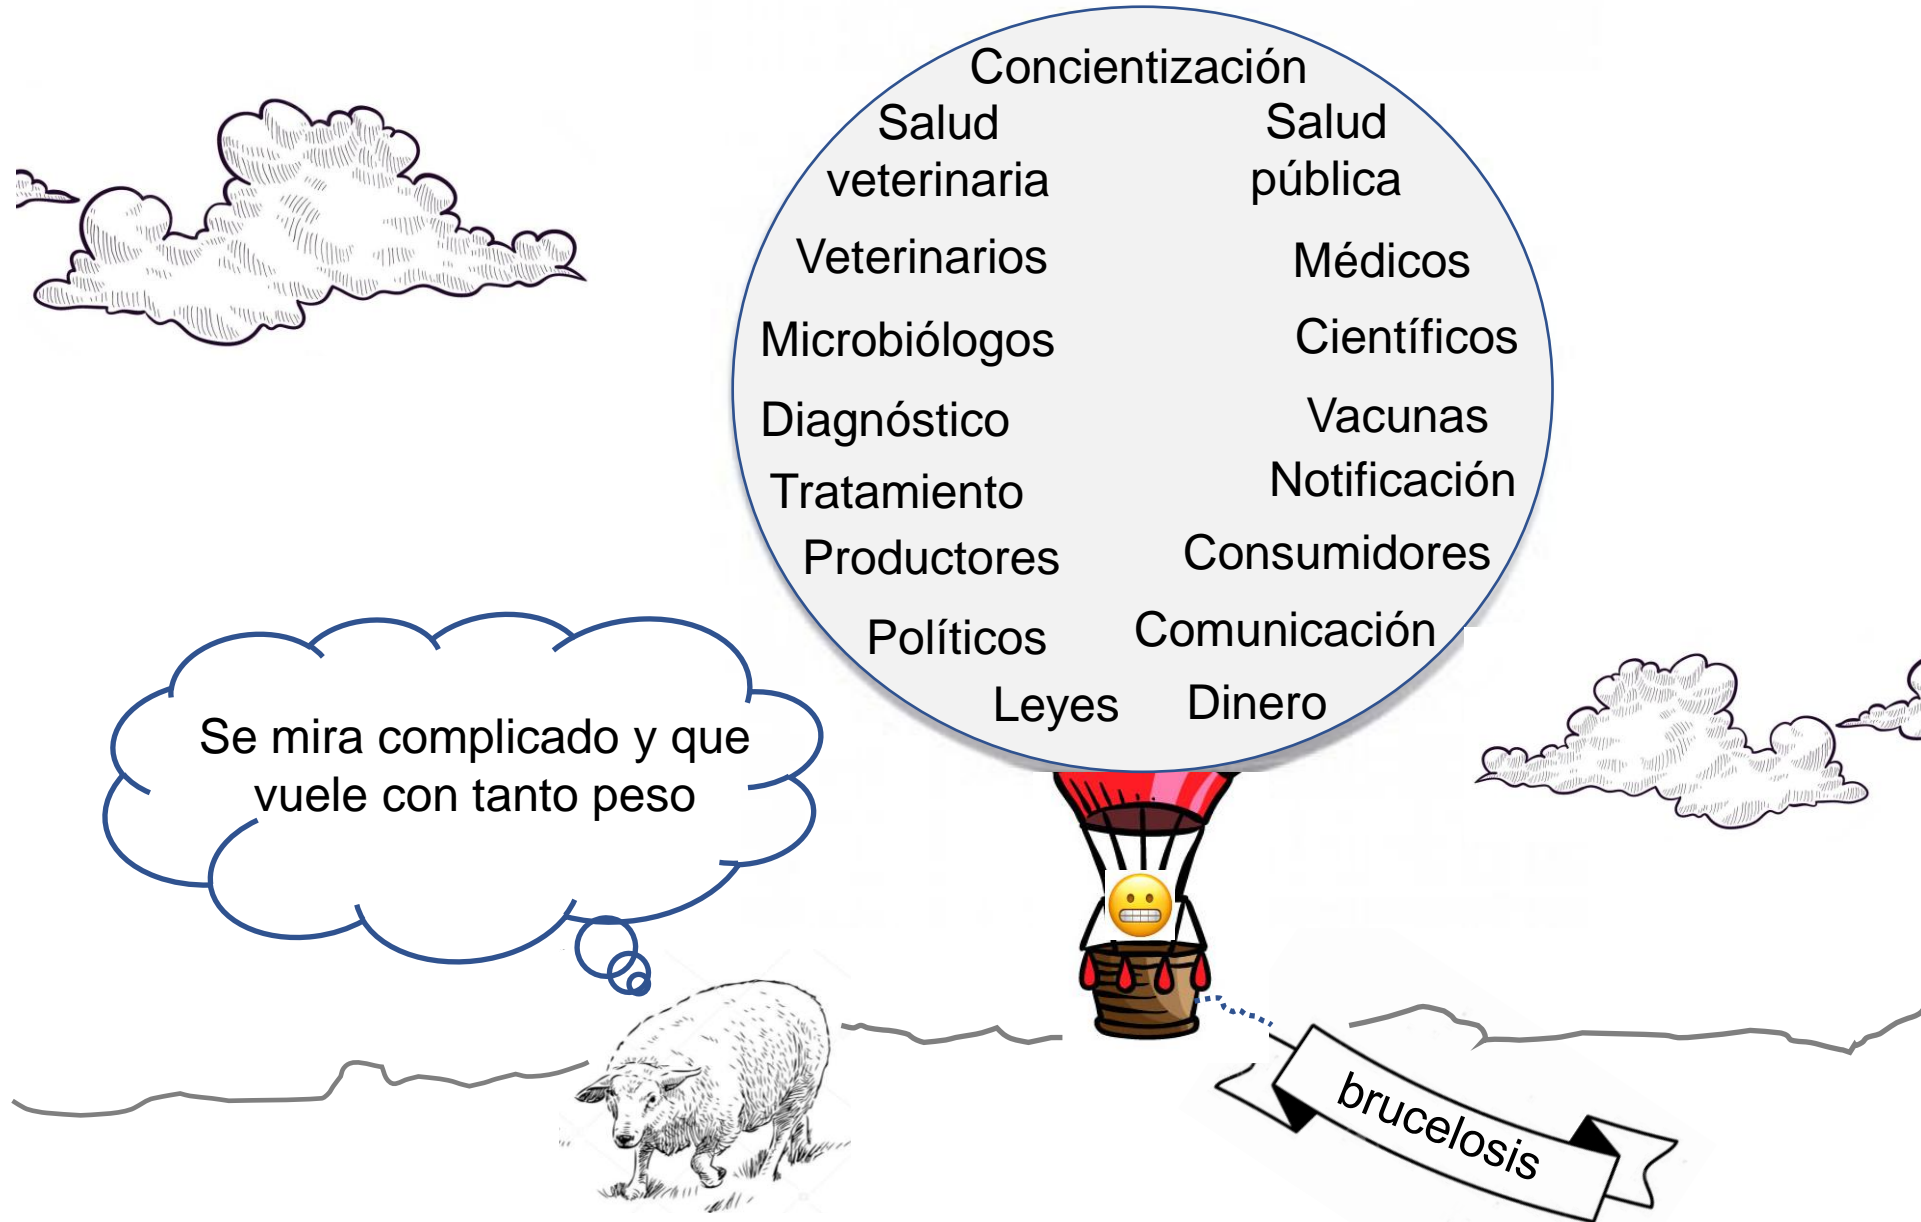 Concientización
Salud
veterinaria
Salud
pública
Veterinarios
Médicos
Microbiólogos
Científicos
Diagnóstico
Vacunas
Tratamiento
Notificación
Productores
Consumidores
Políticos
Comunicación
Leyes
Dinero
Se mira complicado y que
vuele con tanto peso
brucelosis